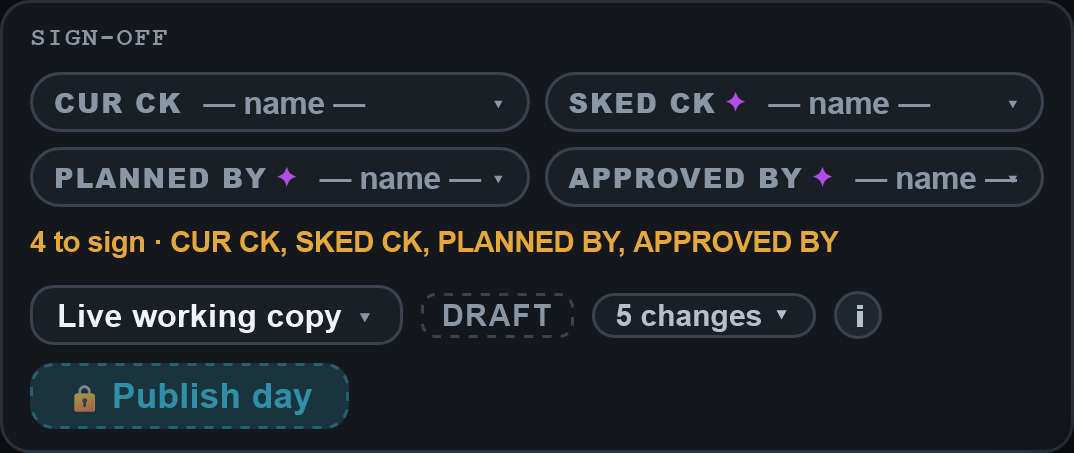 SIGN-OFF
CUR CK — name — SKED CK — name —
PLANNED BY — name — APPROVED BY — name —
4 to sign · CUR CK, SKED CK, PLANNED BY, APPROVED BY
Live working copy DRAFT 5 changes i
Publish day